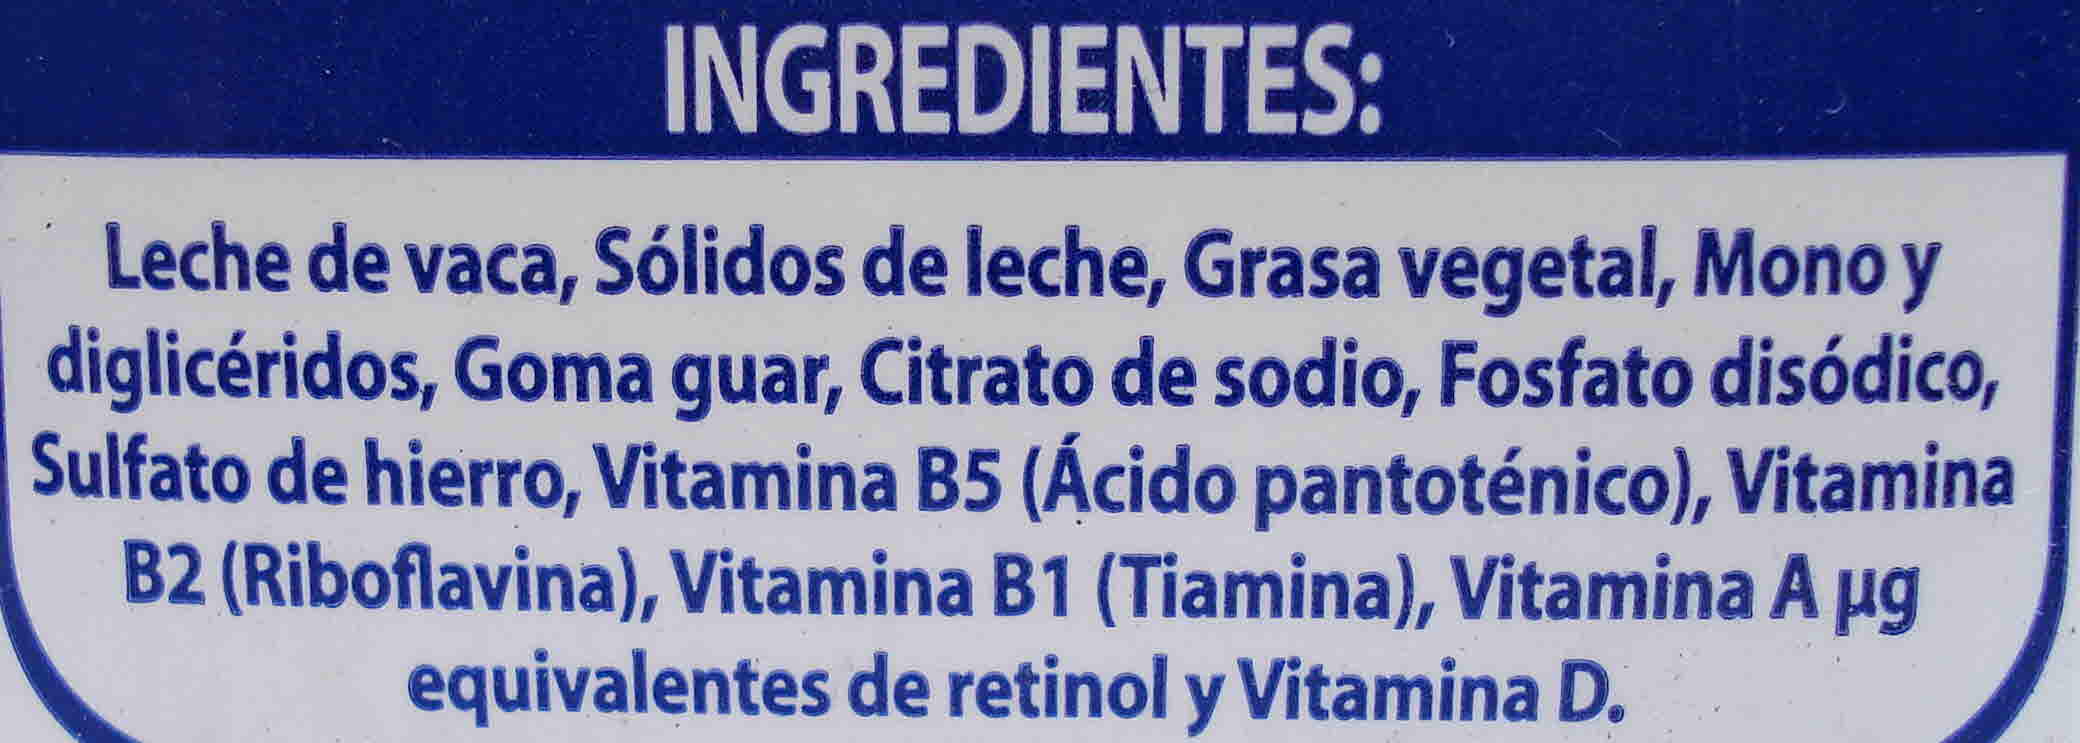 INGREDIENTES:
Leche de vaca, Sólidos de leche, Grasa vegetal, Mono y
diglicéridos, Goma guar, Citrato de sodio, Fosfato disódico,
Sulfato de hierro, Vitamina B5 (Ácido pantoténico), Vitamina
B2 (Riboflavina), Vitamina B1 (Tiamina), Vitamina A µg
equivalentes de retinol y Vitamina D.